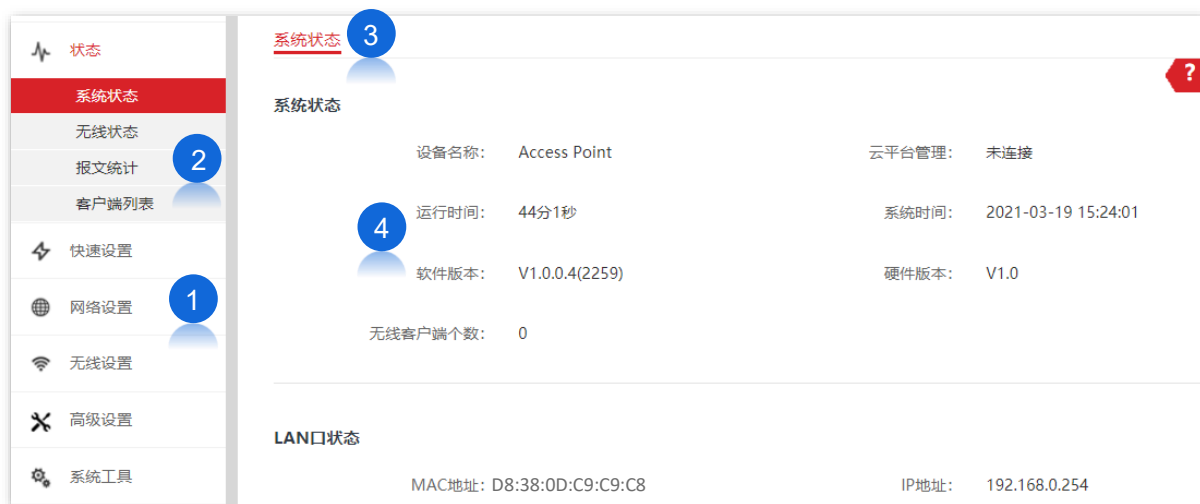 状态
系统状态
无线状态
报文统计
客户端列表
快速设置
网络设置
无线设置
高级设置
系统工具
1
2
系统状态 3
?
系统状态
设备名称： Access Point 云平台管理： 未连接
运行时间： 44分1秒 系统时间： 2021-03-19 15:24:01
4
软件版本： V1.0.0.4(2259) 硬件版本： V1.0
无线客户端个数： 0
LAN口状态
MAC地址： D8:38:0D:C9:C9:C8 IP地址： 192.168.0.254